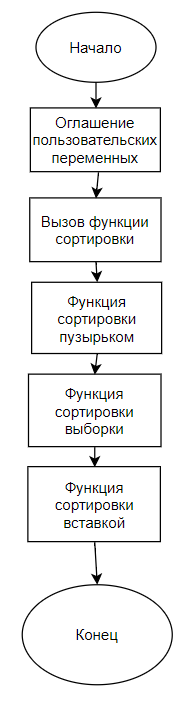 Начало
Оглашение
пользовательских
переменных
Вызов функции
сортировки
Функция
сортировки
пузырьком
Функция
сортировки
выборки
Функция
сортировки
вставкой
Конец